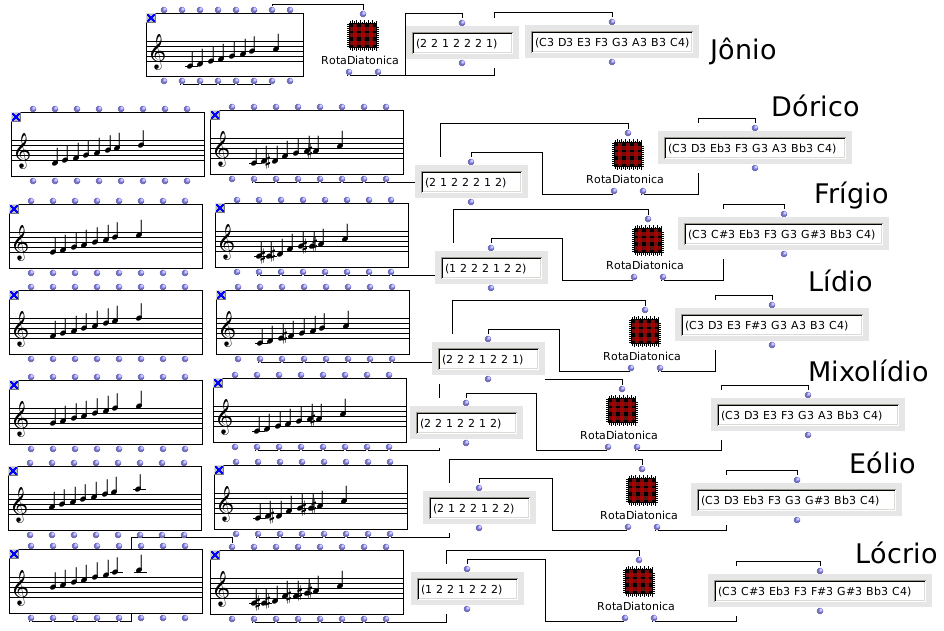 RotaDiatonica
(2 2 1 2 2 2 1)
(C3 D3 E3 F3 G3 A3 B3 C4)
Jônio
(2 1 2 2 2 1 2)
RotaDiatonica
(C3 D3 Eb3 F3 G3 A3 Bb3 C4)
Dórico
(1 2 2 2 1 2 2)
RotaDiatonica
(C3 C#3 Eb3 F3 G3 G#3 Bb3 C4)
Frígio
(2 2 2 1 2 2 1)
RotaDiatonica
(C3 D3 E3 F#3 G3 A3 B3 C4)
Lídio
(2 2 1 2 2 1 2)
RotaDiatonica
(C3 D3 E3 F3 G3 A3 Bb3 C4)
Mixolídio
(2 1 2 2 1 2 2)
RotaDiatonica
(C3 D3 Eb3 F3 G3 G#3 Bb3 C4)
Eólio
(1 2 2 1 2 2 2)
RotaDiatonica
(C3 C#3 Eb3 F3 F#3 G#3 Bb3 C4)
Lócrio